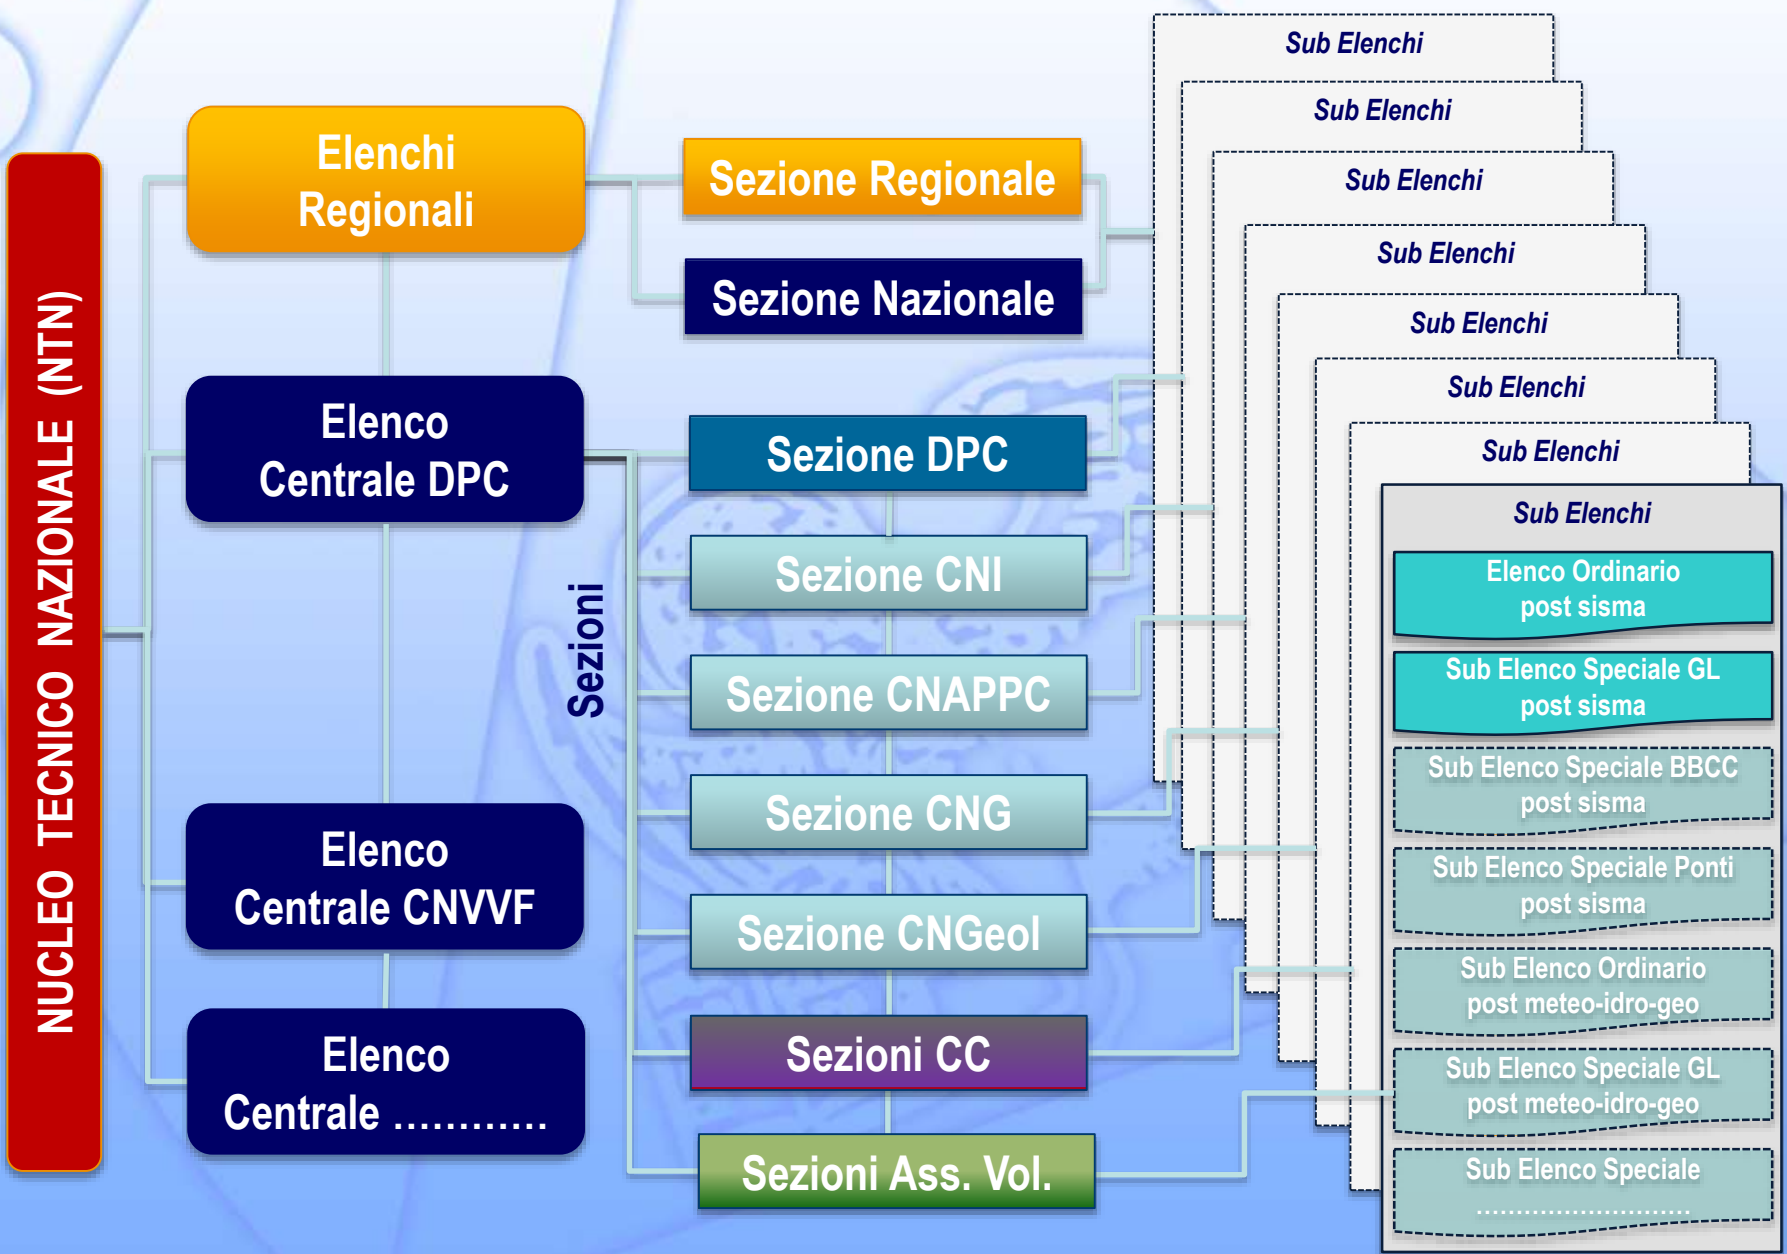 NUCLEO TECNICO NAZIONALE (NTN)
Elenchi
Regionali
Elenco
Centrale DPC
Elenco
Centrale CNVVF
Elenco
Centrale ............
Sezioni
Sezione Regionale
Sezione Nazionale
Sezione DPC
Sezione CNI
Sezione CNAPPC
Sezione CNG
Sezione CNGeol
Sezioni CC
Sezioni Ass. Vol.
Sub Elenchi
Sub Elenchi
Sub Elenchi
Sub Elenchi
Sub Elenchi
Sub Elenchi
Sub Elenchi
Sub Elenchi
Elenco Ordinario
post sisma
Sub Elenco Speciale GL
post sisma
Sub Elenco Speciale BBCC
post sisma
Sub Elenco Speciale Ponti
post sisma
Sub Elenco Ordinario
post meteo-idro-geo
Sub Elenco Speciale GL
post meteo-idro-geo
Sub Elenco Speciale
...........................